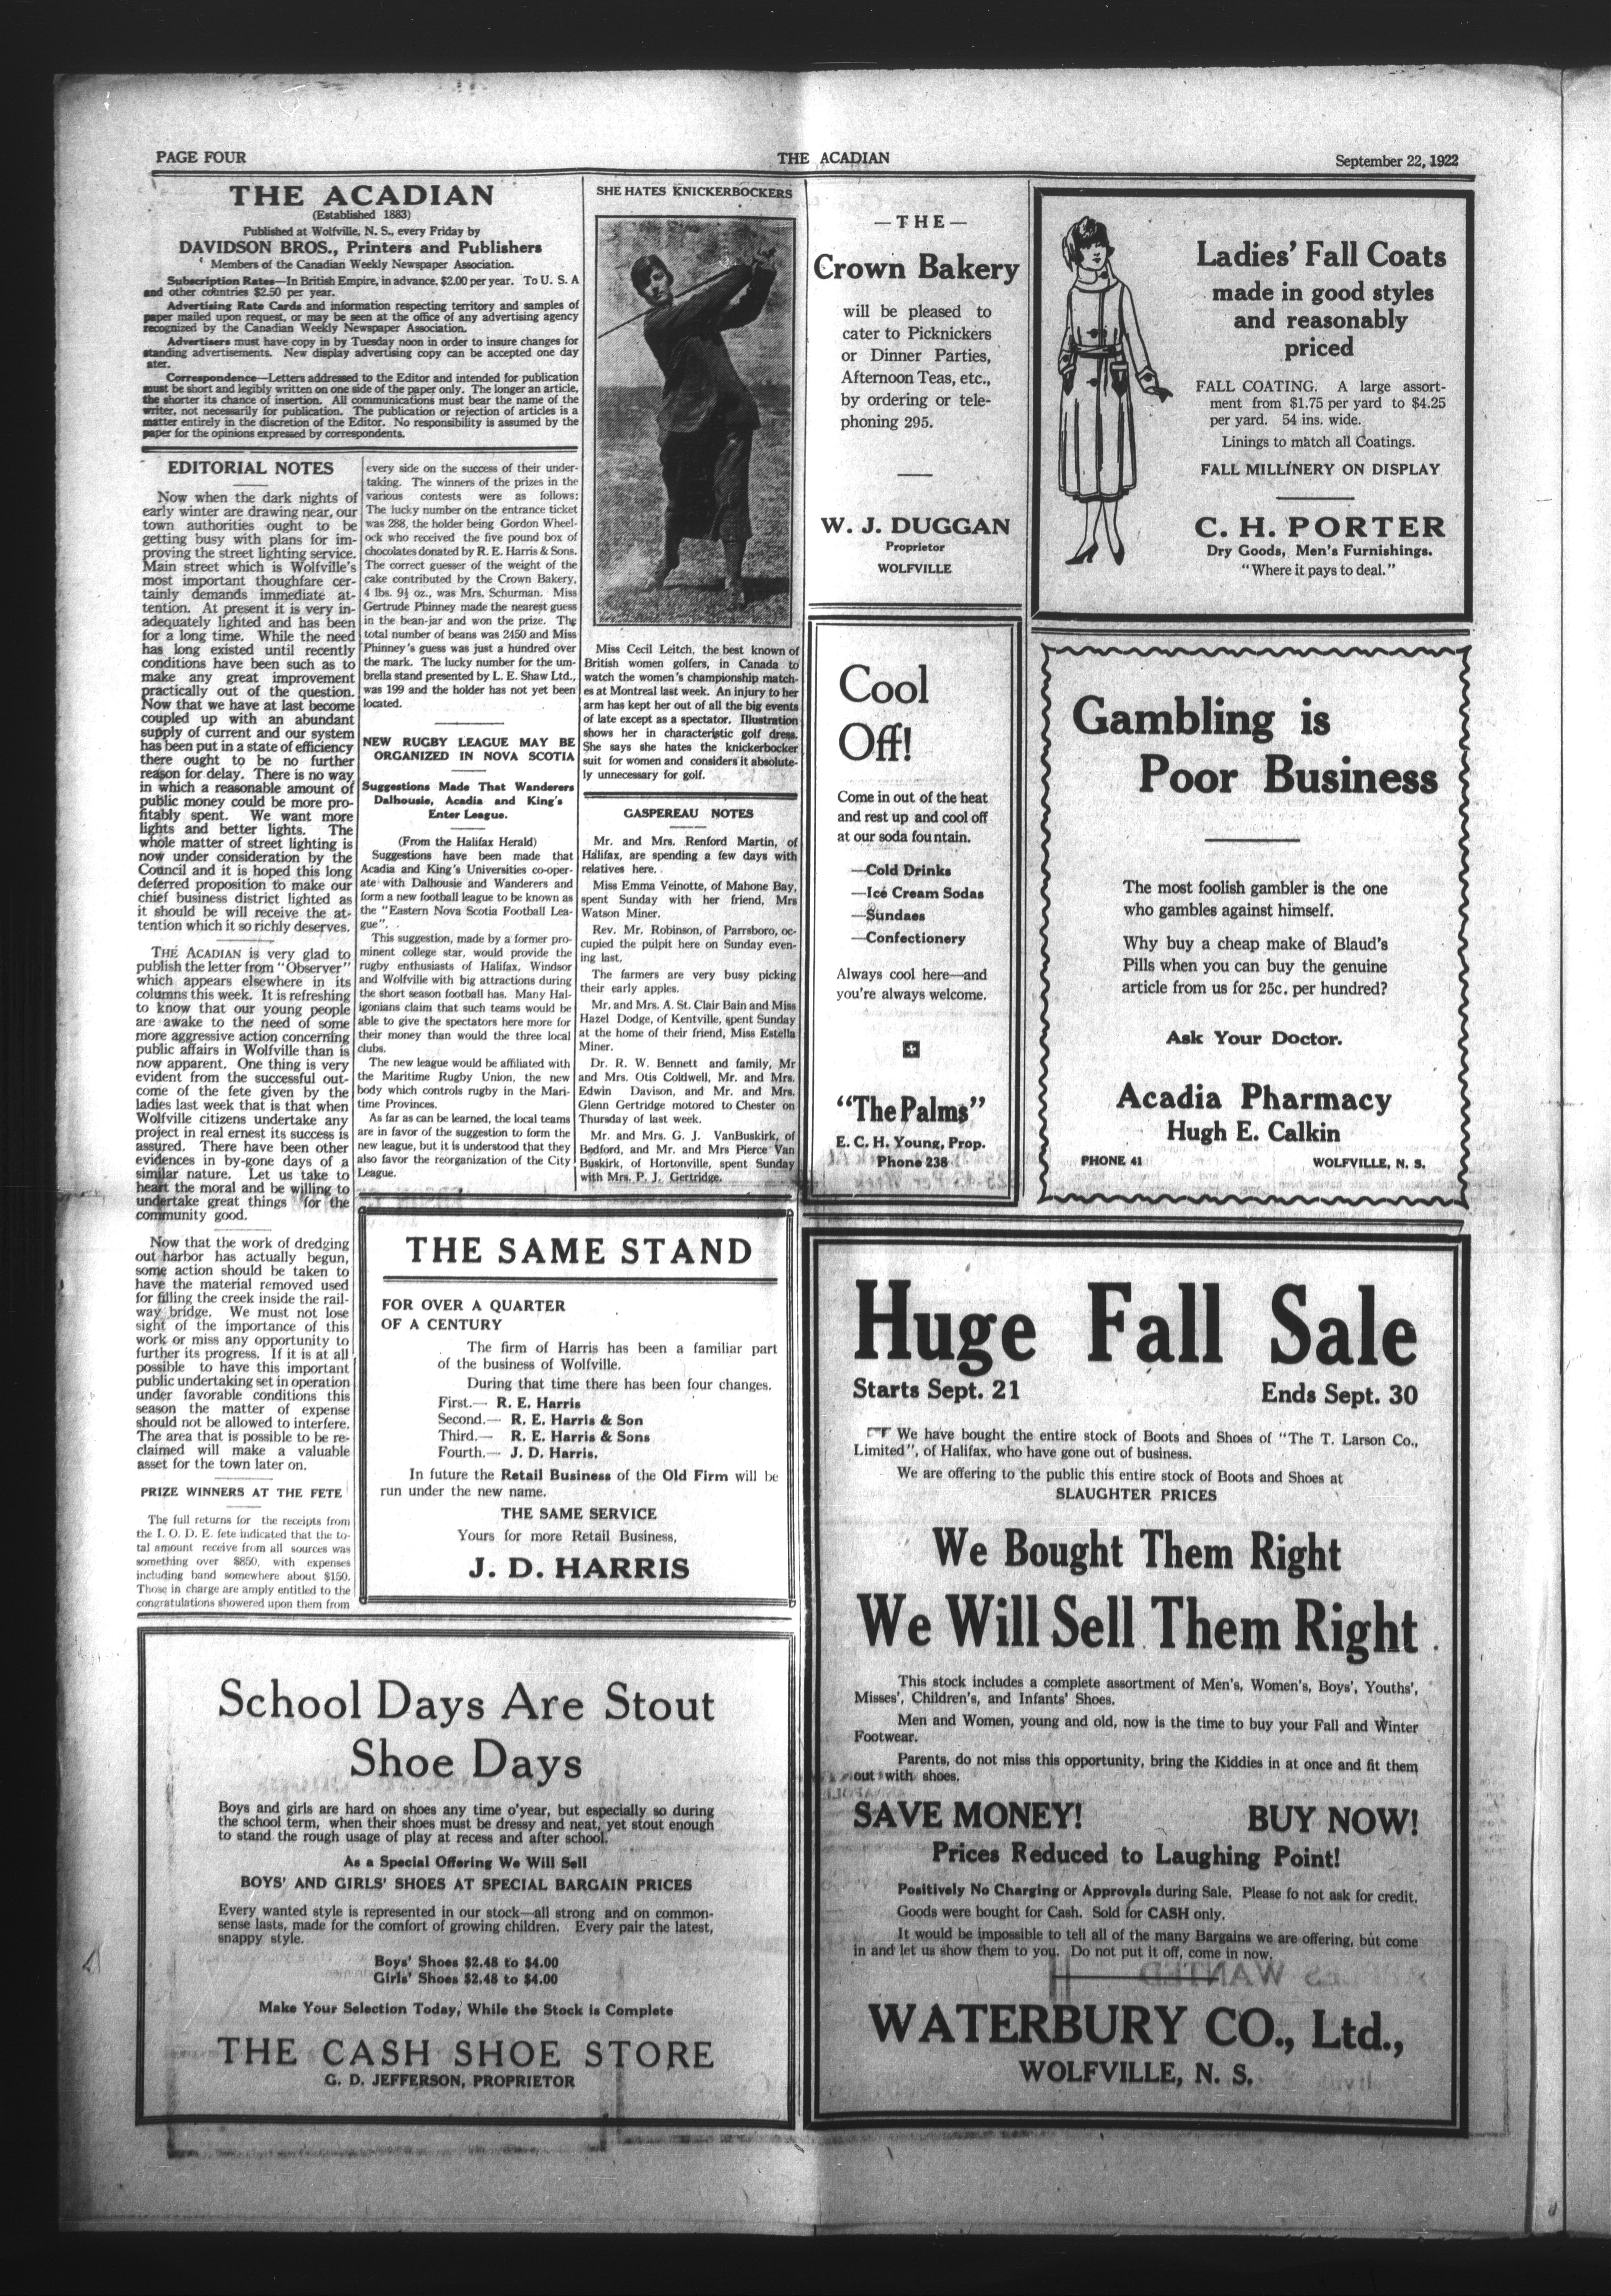 PAGE FOUR
THE ACADIAN
September 22, 1922
THE ACADIAN
(Established 1883)
Published at Wolfville, N. S., every Friday by
DAVIDSON BROS., Printers and Publishers
Members of the Canadian Weekly Newspaper Association.
Subscription Rates—In British Empire, in advance, $2.00 per year. To U. S. A
and other countries $2.50 per year.
Advertising Rate Cards and information respecting territory and samples of
paper mailed upon request, or may be seen at the office of any advertising agency
recognized by the Canadian Weekly Newspaper Association.
Advertisers must have copy in by Tuesday noon in order to insure changes for
standing advertisements. New display advertising copy can be accepted one day
ater.
Correspondence—Letters addressed to the Editor and intended for publication
must be short and legibly written on one side of the paper only. The longer an article,
the shorter its chance of insertion. All communications must bear the name of the
writer, not necessarily for publication. The publication or rejection of articles is a
matter entirely in the discretion of the Editor. No responsibility is assumed by the
paper for the opinions expressed by correspondents.
EDITORIAL NOTES
Now when the dark nights of
early winter are drawing near, our
town authorities ought to be
getting busy with plans for im-
proving the street lighting service.
Main street which is Wolfville's
most important thoughfare cer-
tainly demands immediate at-
tention. At present it is very in-
adequately lighted and has been
for a long time. While the need
has long existed until recently
conditions have been such as to
make any great improvement
practically out of the question.
Now that we have at last become
coupled up with an abundant
supply of current and our system
has been put in a state of efficiency
there ought to be no further
reason for delay. There is no way
in which a reasonable amount of
public money could be more pro-
fitably spent. We want more
lights and better lights. The
whole matter of street lighting is
now under consideration by the
Council and it is hoped this long
deferred proposition to make our
chief business district lighted as
it should be will receive the at-
tention which it so richly deserves.
THE ACADIAN is very glad to
publish the letter from "Observer"
which appears elsewhere in its
columns this week. It is refreshing
to know that our young people
are awake to the need of some
more aggressive action concerning
public affairs in Wolfville than is
now apparent. One thing is very
evident from the successful out-
come of the fete given by the
ladies last week that is that when
Wolfville citizens undertake any
project in real ernest its success is
assured. There have been other
evidences in by-gone days of a
similar nature. Let us take to
heart the moral and be willing to
undertake great things for the
community good.
Now that the work of dredging
out harbor has actually begun,
some action should be taken to
have the material removed used
for filling the creek inside the rail-
way bridge. We must not lose
sight of the importance of this
work or miss any opportunity to
further its progress. If it is at all
possible to have this important
public undertaking set in operation
under favorable conditions this
season the matter of expense
should not be allowed to interfere.
The area that is possible to be re-
claimed will make a valuable
asset for the town later on.
PRIZE WINNERS AT THE FETE
The full returns for the receipts from
the I. O. D. E. fete indicated that the to-
tal amount receive from all sources was
something over $850, with expenses
including band somewhere about $150.
Those in charge are amply entitled to the
congratulations showered upon them from
every side on the success of their under-
taking. The winners of the prizes in the
various contests were as follows:
The lucky number on the entrance ticket
was 288, the holder being Gordon Wheel-
ock who received the five pound box of
chocolates donated by R. E. Harris & Sons.
The correct guesser of the weight of the
cake contributed by the Crown Bakery,
4 lbs. 9½ oz., was Mrs. Schurman. Miss
Gertrude Phinney made the nearest guess
in the bean-jar and won the prize. The
total number of beans was 2450 and Miss
Phinney's guess was just a hundred over
the mark. The lucky number for the um-
brella stand presented by L. E. Shaw Ltd.,
was 199 and the holder has not yet been
located.
NEW RUGBY LEAGUE MAY BE
ORGANIZED IN NOVA SCOTIA
Suggestions Made That Wanderers
Dalhousie, Acadia and King's
Enter League.
(From the Halifax Herald)
Suggestions have been made that
Acadia and King's Universities co-oper-
ate with Dalhousie and Wanderers and
form a new football league to be known as
the "Eastern Nova Scotia Football Lea-
gue".
This suggestion, made by a former pro-
minent college star, would provide the
rugby enthusiasts of Halifax, Windsor
and Wolfville with big attractions during
the short season football has. Many Hal-
igonians claim that such teams would be
able to give the spectators here more for
their money than would the three local
clubs.
The new league would be affiliated with
the Maritime Rugby Union, the new
body which controls rugby in the Mari-
time Provinces.
As far as can be learned, the local teams
are in favor of the suggestion to form the
new league, but it is understood that they
also favor the reorganization of the City
League.
SHE HATES KNICKERBOCKERS
Miss Cecil Leitch, the best known of
British women golfers, in Canada to
watch the women's championship match-
es at Montreal last week. An injury to her
arm has kept her out of all the big events
of late except as a spectator. Illustration
shows her in characteristic golf dress.
She says she hates the knickerbocker
suit for women and considers it absolute-
ly unnecessary for golf.
GASPEREAU NOTES
Mr. and Mrs. Renford Martin, of
Halifax, are spending a few days with
relatives here.
Miss Emma Veinotte, of Mahone Bay,
spent Sunday with her friend, Mrs
Watson Miner.
Rev. Mr. Robinson, of Parrsboro, oc-
cupied the pulpit here on Sunday even-
ing last.
The farmers are very busy picking
their early apples.
Mr. and Mrs. A. St. Clair Bain and Miss
Hazel Dodge, of Kentville, spent Sunday
at the home of their friend, Miss Estella
Miner.
Dr. R. W. Bennett and family, Mr
and Mrs. Otis Coldwell, Mr. and Mrs.
Edwin Davison, and Mr. and Mrs.
Glenn Gertridge motored to Chester on
Thursday of last week.
Mr. and Mrs. G. J. VanBuskirk, of
Bedford, and Mr. and Mrs Pierce Van
Buskirk, of Hortonville, spent Sunday
with Mrs. P. J. Gertridge.
THE SAME STAND
FOR OVER A QUARTER
OF A CENTURY
The firm of Harris has been a familiar part
of the business of Wolfville.
During that time there has been four changes.
First.— R. E. Harris
Second.— R. E. Harris & Son
Third.— R. E. Harris & Sons
Fourth.— J. D. Harris.
In future the Retail Business of the Old Firm will be
run under the new name.
THE SAME SERVICE
Yours for more Retail Business,
J. D. HARRIS
School Days Are Stout
Shoe Days
Boys and girls are hard on shoes any time o'year, but especially so during
the school term, when their shoes must be dressy and neat, yet stout enough
to stand the rough usage of play at recess and after school.
As a Special Offering We Will Sell
BOYS' AND GIRLS' SHOES AT SPECIAL BARGAIN PRICES
Every wanted style is represented in our stock—all strong and on common-
sense lasts, made for the comfort of growing children. Every pair the latest,
snappy style.
Boys' Shoes $2.48 to $4.00
Girls' Shoes $2.48 to $4.00
Make Your Selection Today, While the Stock is Complete
THE CASH SHOE STORE
G. D. JEFFERSON, PROPRIETOR
—THE—
Crown Bakery
will be pleased to
cater to Picknickers
or Dinner Parties,
Afternoon Teas, etc.,
by ordering or tele-
phoning 295.
W. J. DUGGAN
Proprietor
WOLFVILLE
Ladies' Fall Coats
made in good styles
and reasonably
priced
FALL COATING. A large assort-
ment from $1.75 per yard to $4.25
per yard. 54 ins. wide.
Linings to match all Coatings.
FALL MILLINERY ON DISPLAY
C. H. PORTER
Dry Goods, Men's Furnishings.
"Where it pays to deal."
Cool
Off!
Come in out of the heat
and rest up and cool off
at our soda fountain.
—Cold Drinks
—Ice Cream Sodas
—Sundaes
—Confectionery
Always cool here—and
you're always welcome.
"The Palms"
E. C. H. Young, Prop.
Phone 238
Gambling is
Poor Business
The most foolish gambler is the one
who gambles against himself.
Why buy a cheap make of Blaud's
Pills when you can buy the genuine
article from us for 25c. per hundred?
Ask Your Doctor.
Acadia Pharmacy
Hugh E. Calkin
PHONE 41
WOLFVILLE, N. S.
Huge Fall Sale
Starts Sept. 21
Ends Sept. 30
We have bought the entire stock of Boots and Shoes of "The T. Larson Co.,
Limited", of Halifax, who have gone out of business.
We are offering to the public this entire stock of Boots and Shoes at
SLAUGHTER PRICES
We Bought Them Right
We Will Sell Them Right
This stock includes a complete assortment of Men's, Women's, Boys', Youths',
Misses', Children's, and Infants' Shoes.
Men and Women, young and old, now is the time to buy your Fall and Winter
Footwear.
Parents, do not miss this opportunity, bring the Kiddies in at once and fit them
out with shoes.
SAVE MONEY!
BUY NOW!
Prices Reduced to Laughing Point!
Positively No Charging or Approvals during Sale. Please fo not ask for credit.
Goods were bought for Cash. Sold for CASH only.
It would be impossible to tell all of the many Bargains we are offering, but come
in and let us show them to you. Do not put it off, come in now.
WATERBURY CO., Ltd.,
WOLFVILLE, N. S.